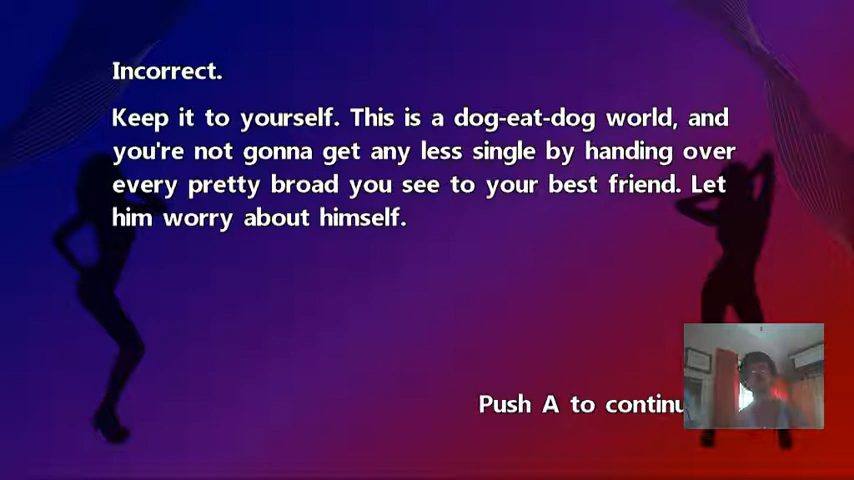 Incorrect.
Keep it to yourself. This is a dog-eat-dog world, and
you're not gonna get any less single by handing over
every pretty broad you see to your best friend. Let
him worry about himself.
Push A to continu